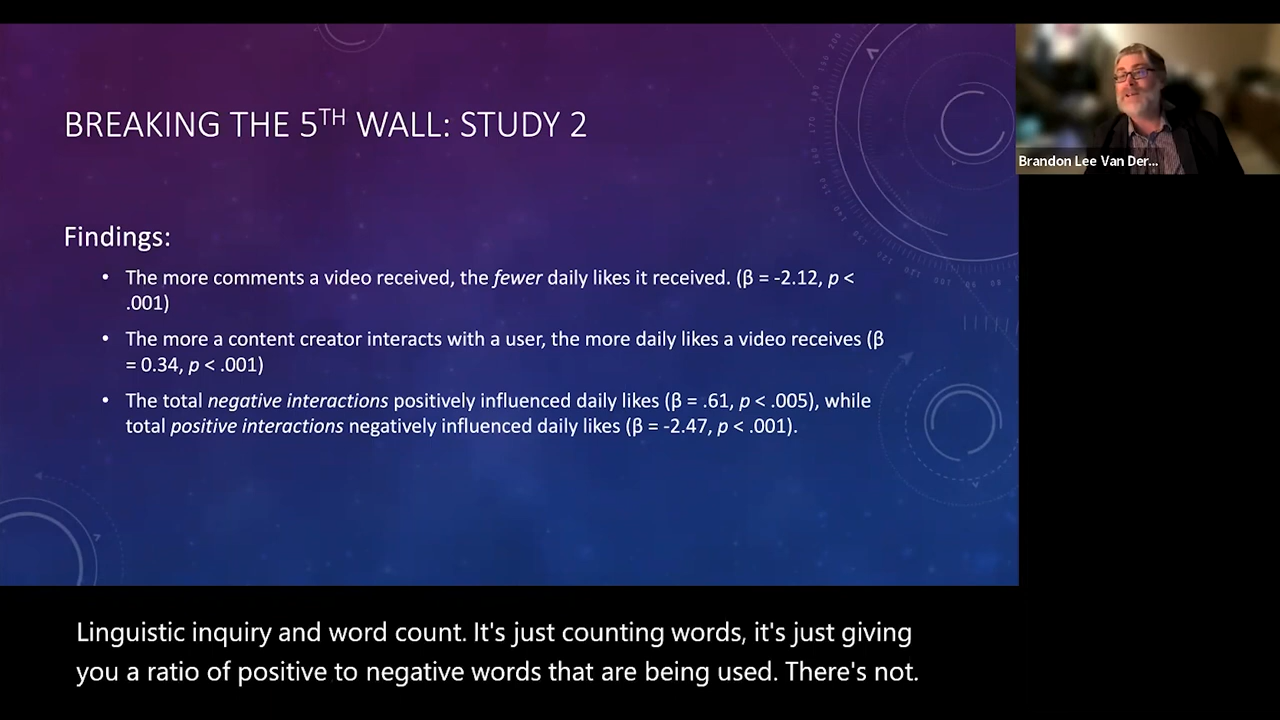 BREAKING THE 5TH WALL: STUDY 2
Brandon Lee Van Der...
Findings:
• The more comments a video received, the fewer daily likes it received. (β = -2.12, p <
.001)
• The more a content creator interacts with a user, the more daily likes a video receives (β
= 0.34, p < .001)
• The total negative interactions positively influenced daily likes (β = .61, p < .005), while
total positive interactions negatively influenced daily likes (β = -2.47, p < .001).
Linguistic inquiry and word count. It's just counting words, it's just giving
you a ratio of positive to negative words that are being used. There's not.